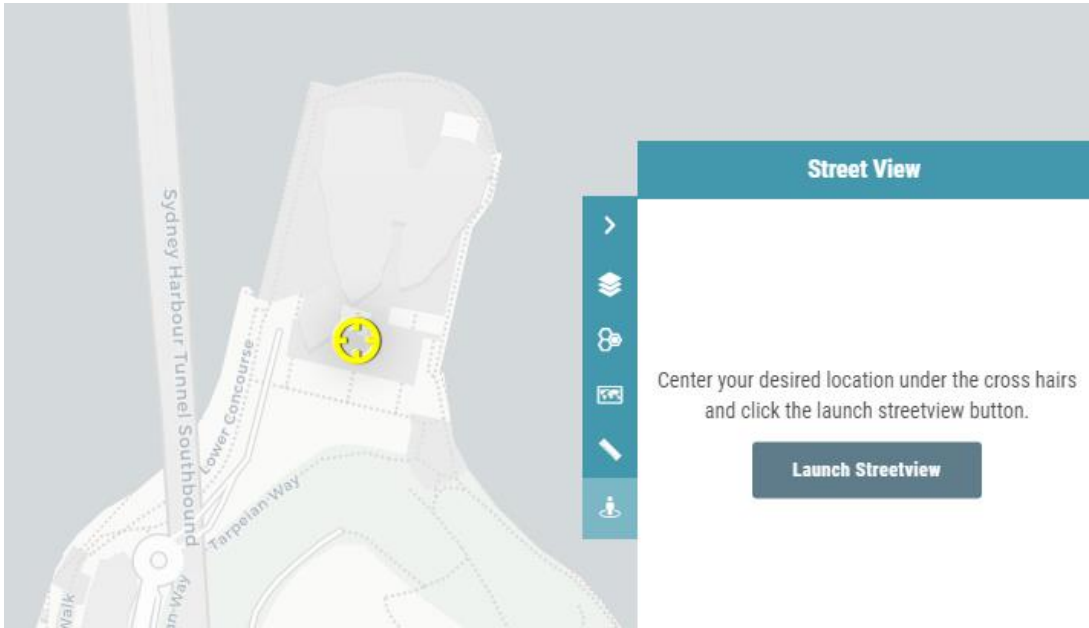 Sydney Harbour Tunnel Southbound
Lower Concourse
Tarpeian Way
Walk
an Way
Street View
Center your desired location under the cross hairs
and click the launch streetview button.
Launch Streetview